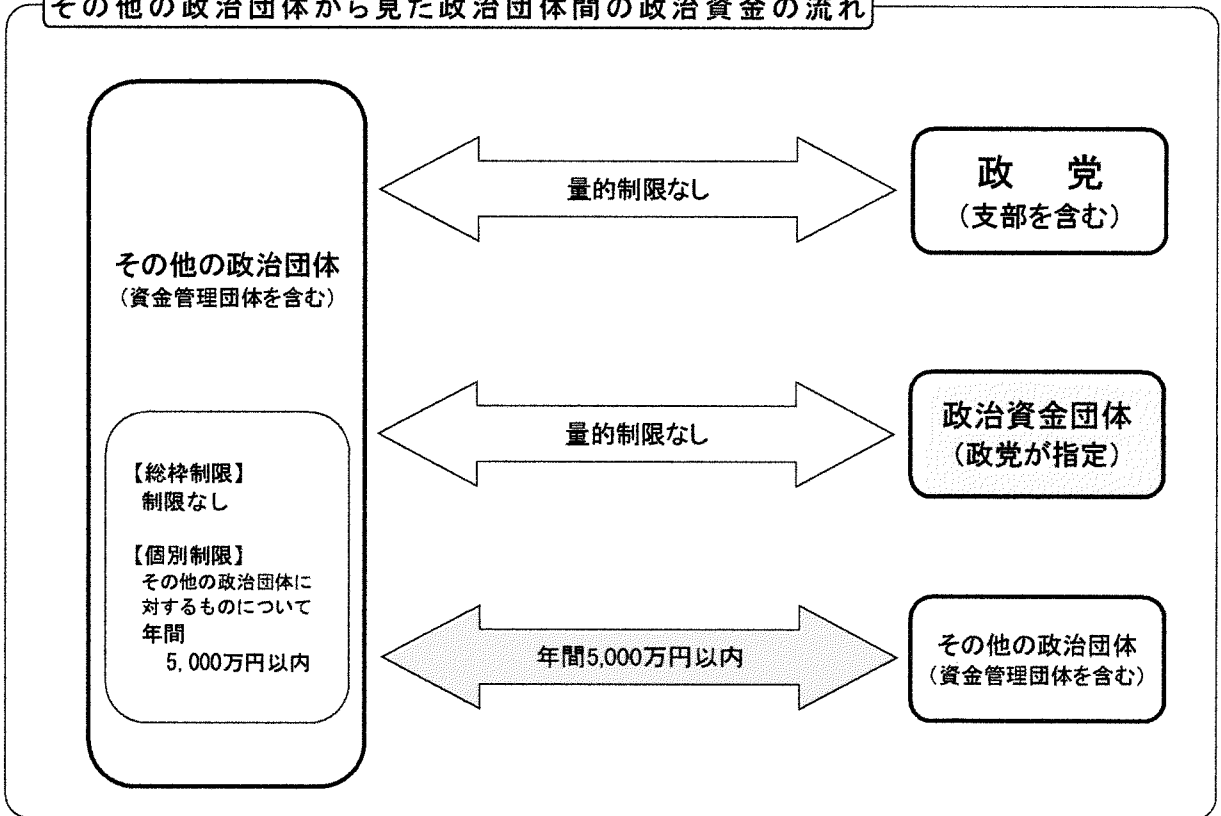 その他の政治団体から見た政治団体間の政治資金の流れ
その他の政治団体
（資金管理団体を含む）
【総枠制限】
制限なし
【個別制限】
その他の政治団体に
対するものについて
年間
5,000万円以内
量的制限なし
政　党
（支部を含む）
量的制限なし
政治資金団体
（政党が指定）
年間5,000万円以内
その他の政治団体
（資金管理団体を含む）